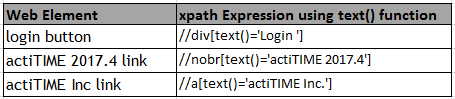 Web Element xpath Expression using text() function
login button //div[text()='Login ']
actiTIME 2017.4 link //nobr[text()='actiTIME 2017.4']
actiTIME Inc link //a[text()='actiTIME Inc.']